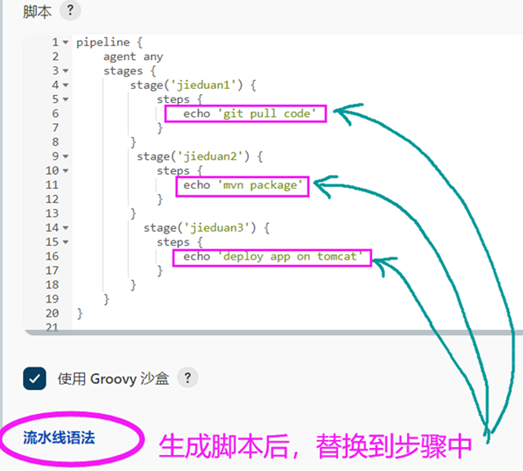 脚本 ?
1 pipeline {
2 agent any
3 stages {
4 stage('jieduan1') {
5 steps {
6 echo 'git pull code'
7 }
8 }
9 stage('jieduan2') {
10 steps {
11 echo 'mvn package'
12 }
13 }
14 stage('jieduan3') {
15 steps {
16 echo 'deploy app on tomcat'
17 }
18 }
19 }
20 }
21
使用 Groovy 沙盒 ?
流水线语法
生成脚本后，替换到步骤中